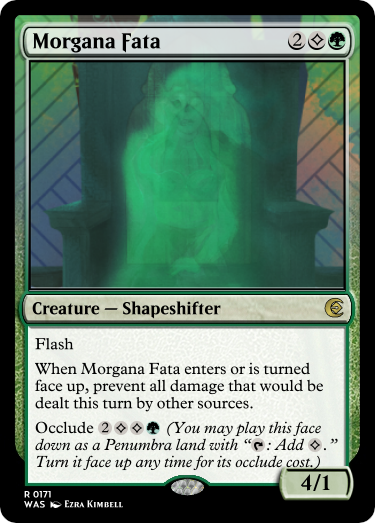 Morgana Fata 2
Creature — Shapeshifter
Flash
When Morgana Fata enters or is turned
face up, prevent all damage that would be
dealt this turn by other sources.
Occlude 2 (You may play this face
down as a Penumbra land with “: Add .”
Turn it face up any time for its occlude cost.)
4/1
R 0171
WAS Ezra Kimbell